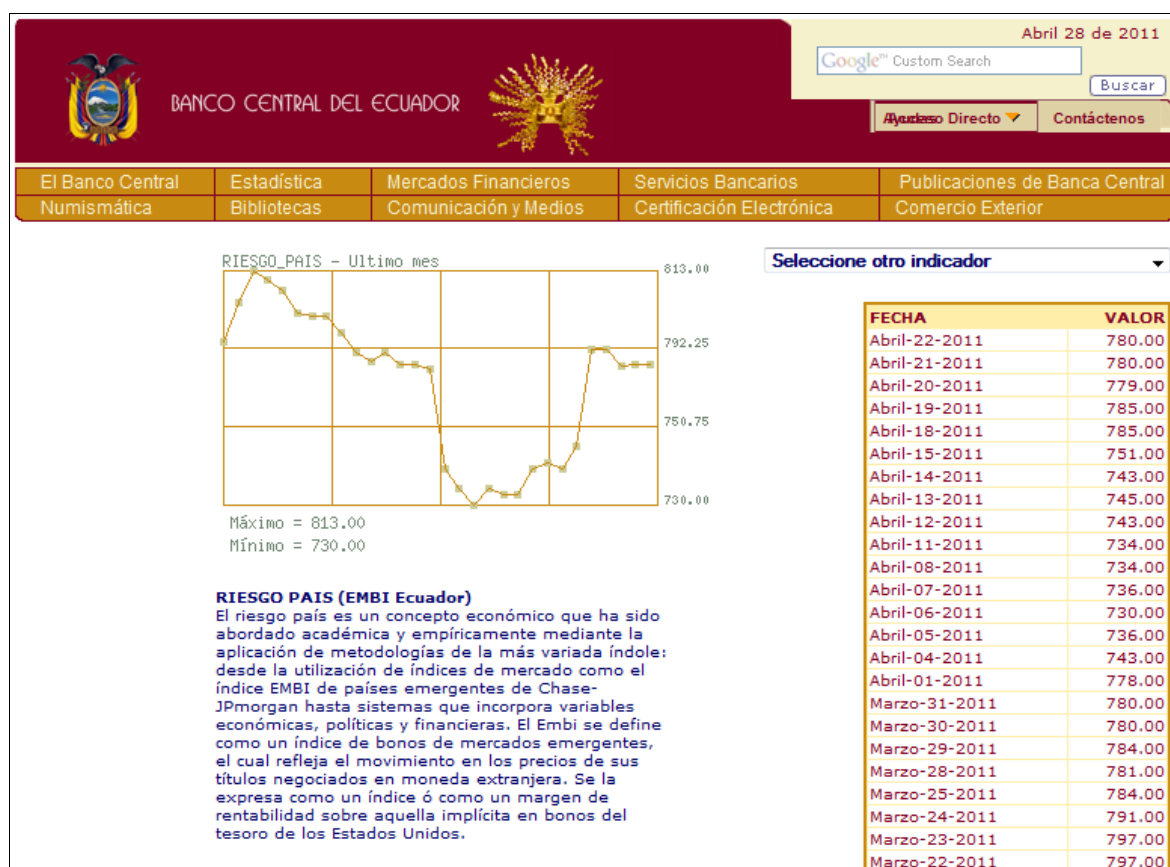 Abril 28 de 2011
Google™ Custom Search
Buscar
BANCO CENTRAL DEL ECUADOR
Directo
Contáctenos
El Banco Central Estadística Mercados Financieros Servicios Bancarios Publicaciones de Banca Central
Numismática Bibliotecas Comunicación y Medios Certificación Electrónica Comercio Exterior
RIESGO_PAIS - Ultimo mes
813.00
792.25
750.75
730.00
Máximo = 813.00
Mínimo = 730.00
RIESGO PAIS (EMBI Ecuador)
El riesgo país es un concepto económico que ha sido
abordado académica y empíricamente mediante la
aplicación de metodologías de la más variada índole:
desde la utilización de índices de mercado como el
índice EMBI de países emergentes de Chase-
JPmorgan hasta sistemas que incorpora variables
económicas, políticas y financieras. El Embi se define
como un índice de bonos de mercados emergentes,
el cual refleja el movimiento en los precios de sus
títulos negociados en moneda extranjera. Se la
expresa como un índice ó como un margen de
rentabilidad sobre aquella implícita en bonos del
tesoro de los Estados Unidos.
Seleccione otro indicador
FECHA VALOR
Abril-22-2011 780.00
Abril-21-2011 780.00
Abril-20-2011 779.00
Abril-19-2011 785.00
Abril-18-2011 785.00
Abril-15-2011 751.00
Abril-14-2011 743.00
Abril-13-2011 745.00
Abril-12-2011 743.00
Abril-11-2011 734.00
Abril-08-2011 734.00
Abril-07-2011 736.00
Abril-06-2011 730.00
Abril-05-2011 736.00
Abril-04-2011 743.00
Abril-01-2011 778.00
Marzo-31-2011 780.00
Marzo-30-2011 780.00
Marzo-29-2011 784.00
Marzo-28-2011 781.00
Marzo-25-2011 784.00
Marzo-24-2011 791.00
Marzo-23-2011 797.00
Marzo-22-2011 797.00